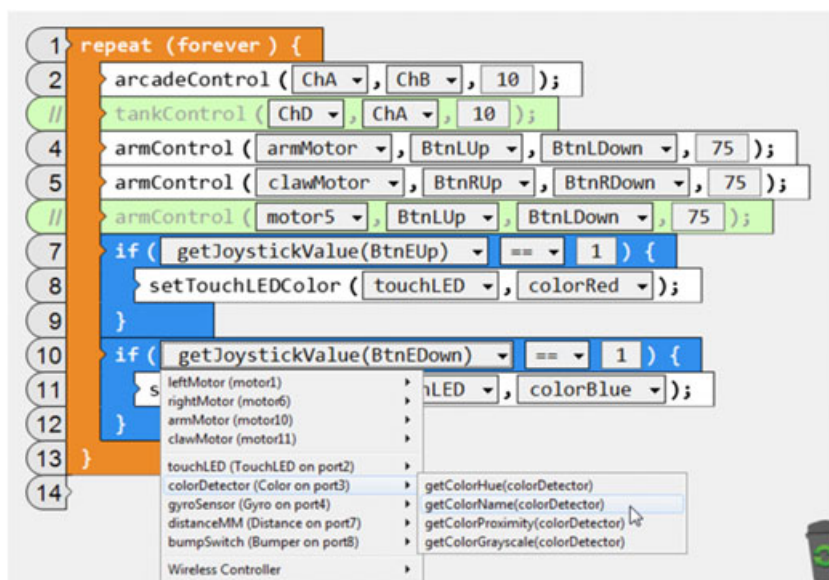 1 repeat (forever) {
2 arcadeControl ( ChA , ChB , 10 );
// tankControl ( ChD , ChA , 10 );
4 armControl ( armMotor , BtnLUp , BtnLDown , 75 );
5 armControl ( clawMotor , BtnRUp , BtnRDown , 75 );
// armControl ( motor5 , BtnLUp , BtnLDown , 75 );
7 if ( getJoystickValue(BtnEUp) == 1 ) {
8 setTouchLEDColor ( touchLED , colorRed );
9 }
10 if ( getJoystickValue(BtnEDown) == 1 ) {
11 s hLED , colorBlue );
12 }
13 }
14
leftMotor (motor1)
rightMotor (motor6)
armMotor (motor10)
clawMotor (motor11)
touchLED (TouchLED on port2)
colorDetector (Color on port3)
gyroSensor (Gyro on port4)
distanceMM (Distance on port7)
bumpSwitch (Bumper on port8)
Wireless Controller
getColorHue(colorDetector)
getColorName(colorDetector)
getColorProximity(colorDetector)
getColorGrayscale(colorDetector)